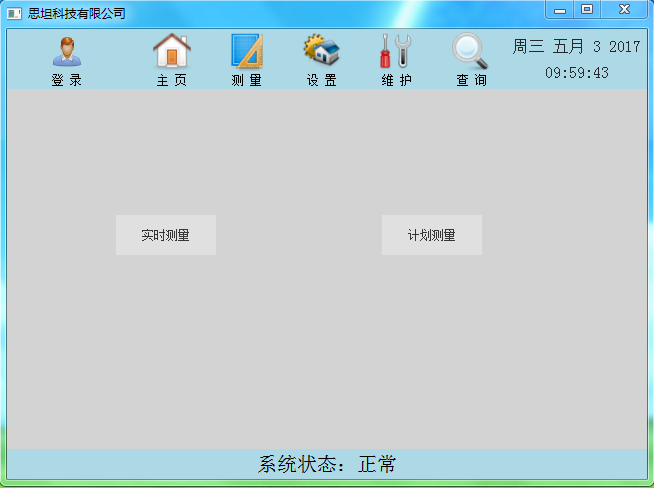 思坦科技有限公司
登 录 主 页 测 量 设 置 维 护 查 询
周三 五月 3 2017
09:59:43
实时测量 计划测量
系统状态：正常